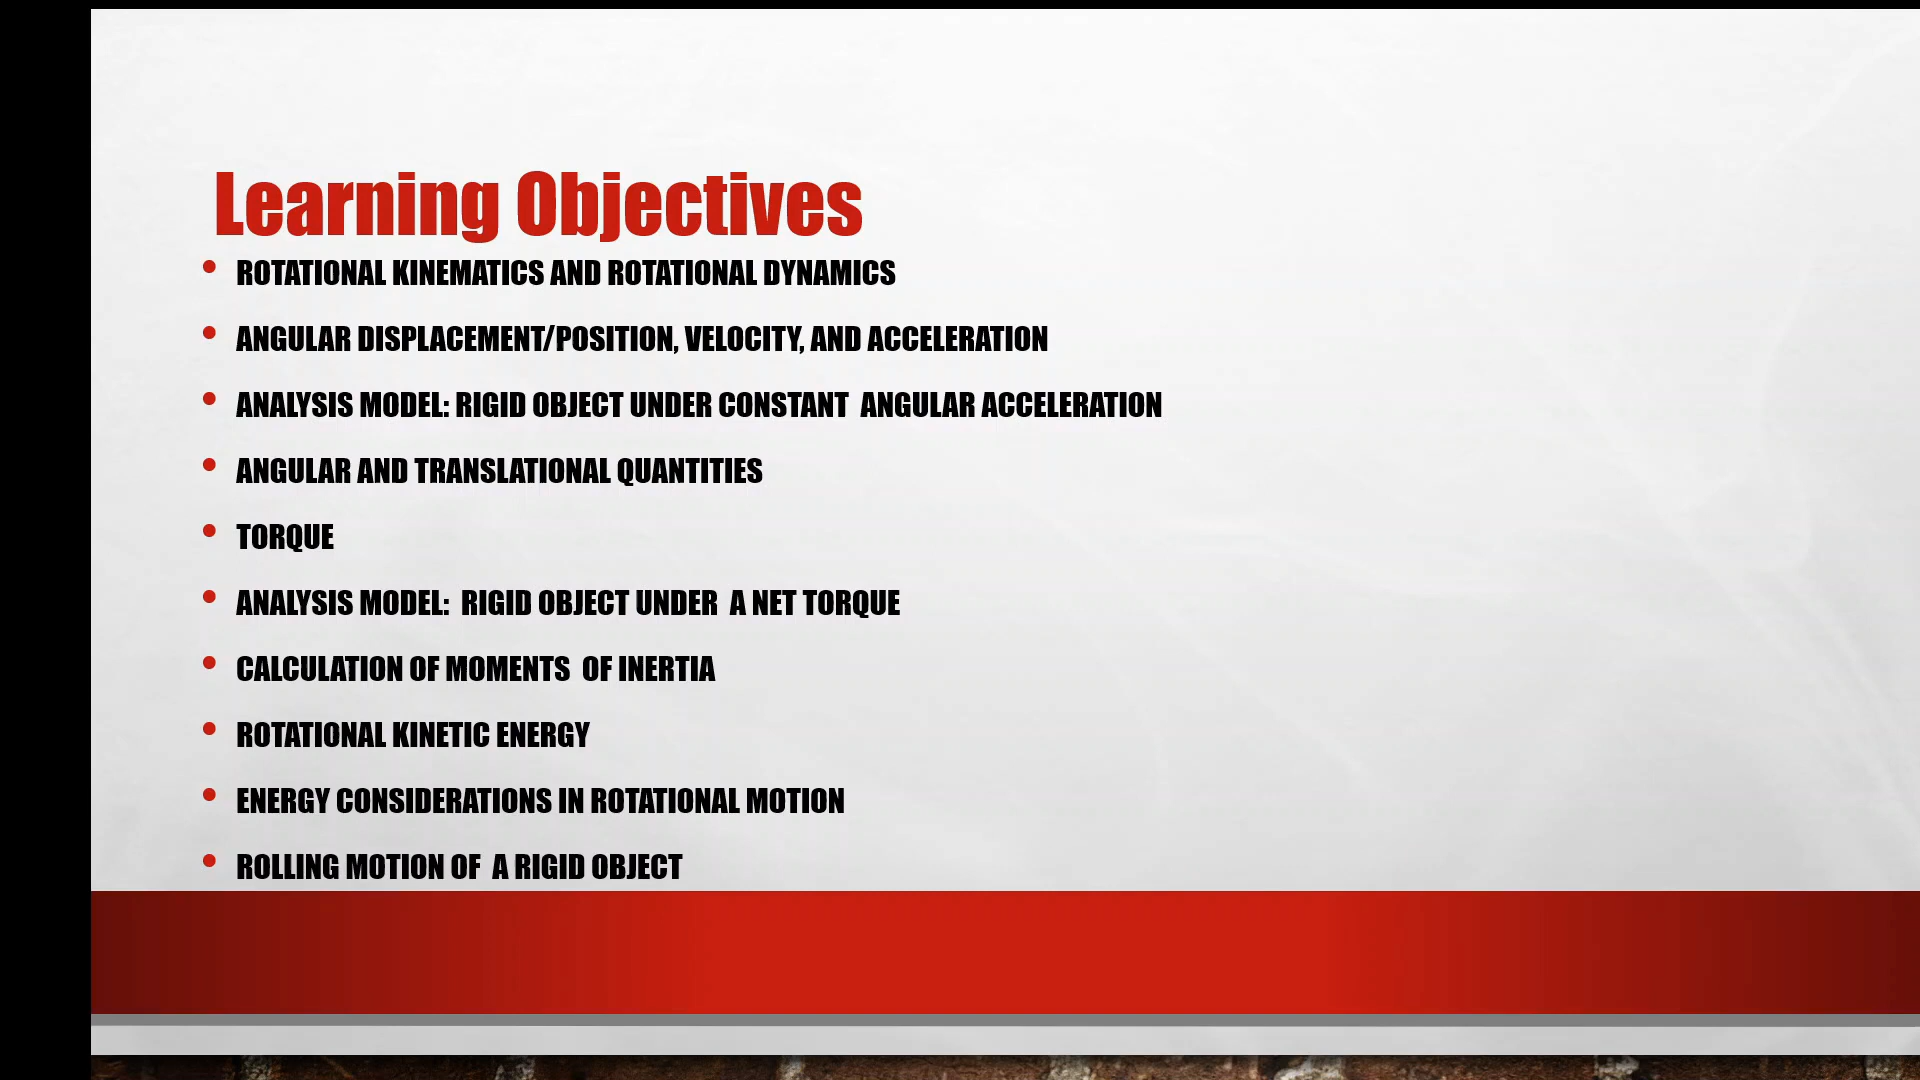 Learning Objectives
• ROTATIONAL KINEMATICS AND ROTATIONAL DYNAMICS
• ANGULAR DISPLACEMENT/POSITION, VELOCITY, AND ACCELERATION
• ANALYSIS MODEL: RIGID OBJECT UNDER CONSTANT ANGULAR ACCELERATION
• ANGULAR AND TRANSLATIONAL QUANTITIES
• TORQUE
• ANALYSIS MODEL: RIGID OBJECT UNDER A NET TORQUE
• CALCULATION OF MOMENTS OF INERTIA
• ROTATIONAL KINETIC ENERGY
• ENERGY CONSIDERATIONS IN ROTATIONAL MOTION
• ROLLING MOTION OF A RIGID OBJECT